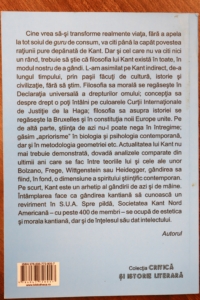 Cine vrea să-și transforme realmente viața, fără a apela
la tot soiul de guru de consum, va citi până la capăt povestea
rațiunii pure depănată de Kant. Dar și cel care nu va citi nici
un rând, trebuie să știe că filosofia lui Kant există în toate, în
modul nostru de a gândi. L-am asimilat pe Kant indirect, de-a
lungul timpului, prin pașii făcuți de cultură, istorie și
civilizație, fără să știm. Filosofia sa morală se regăsește în
Declarația universală a drepturilor omului; concepția sa
despre drept o poți întâlni pe culoarele Curții Internaționale
de Justiție de la Haga; filosofia sa asupra istoriei se
regăsește la Bruxelles și în constituția noii Europe unite. Pe
de altă parte, știința de azi nu-l poate nega în întregime;
găsim „apriorisme” în biologia și psihologia contemporană,
dar și în metodologia geometriei etc. Actualitatea lui Kant nu
mai trebuie demonstrată, dovadă analizele comparate din
ultimii ani care se fac între teoriile lui și cele ale unor
Bolzano, Frege, Wittgenstein sau Heidegger, gândirea sa
fiind, în fond, o dimensiune a spiritului științific contemporan.
Pe scurt, Kant este un arhetip al gândirii de azi și de mâine.
Întâmplarea face ca gândirea kantiană să cunoască un
reviriment în S.U.A. Spre pildă, Societatea Kant Nord
Americană – cu peste 400 de membri – se ocupă de estetica
și morala kantiană, dar și de înțelesul său dat intelectului.
Autorul
Colecția CRITICĂ
ȘI ISTORIE LITERARĂ